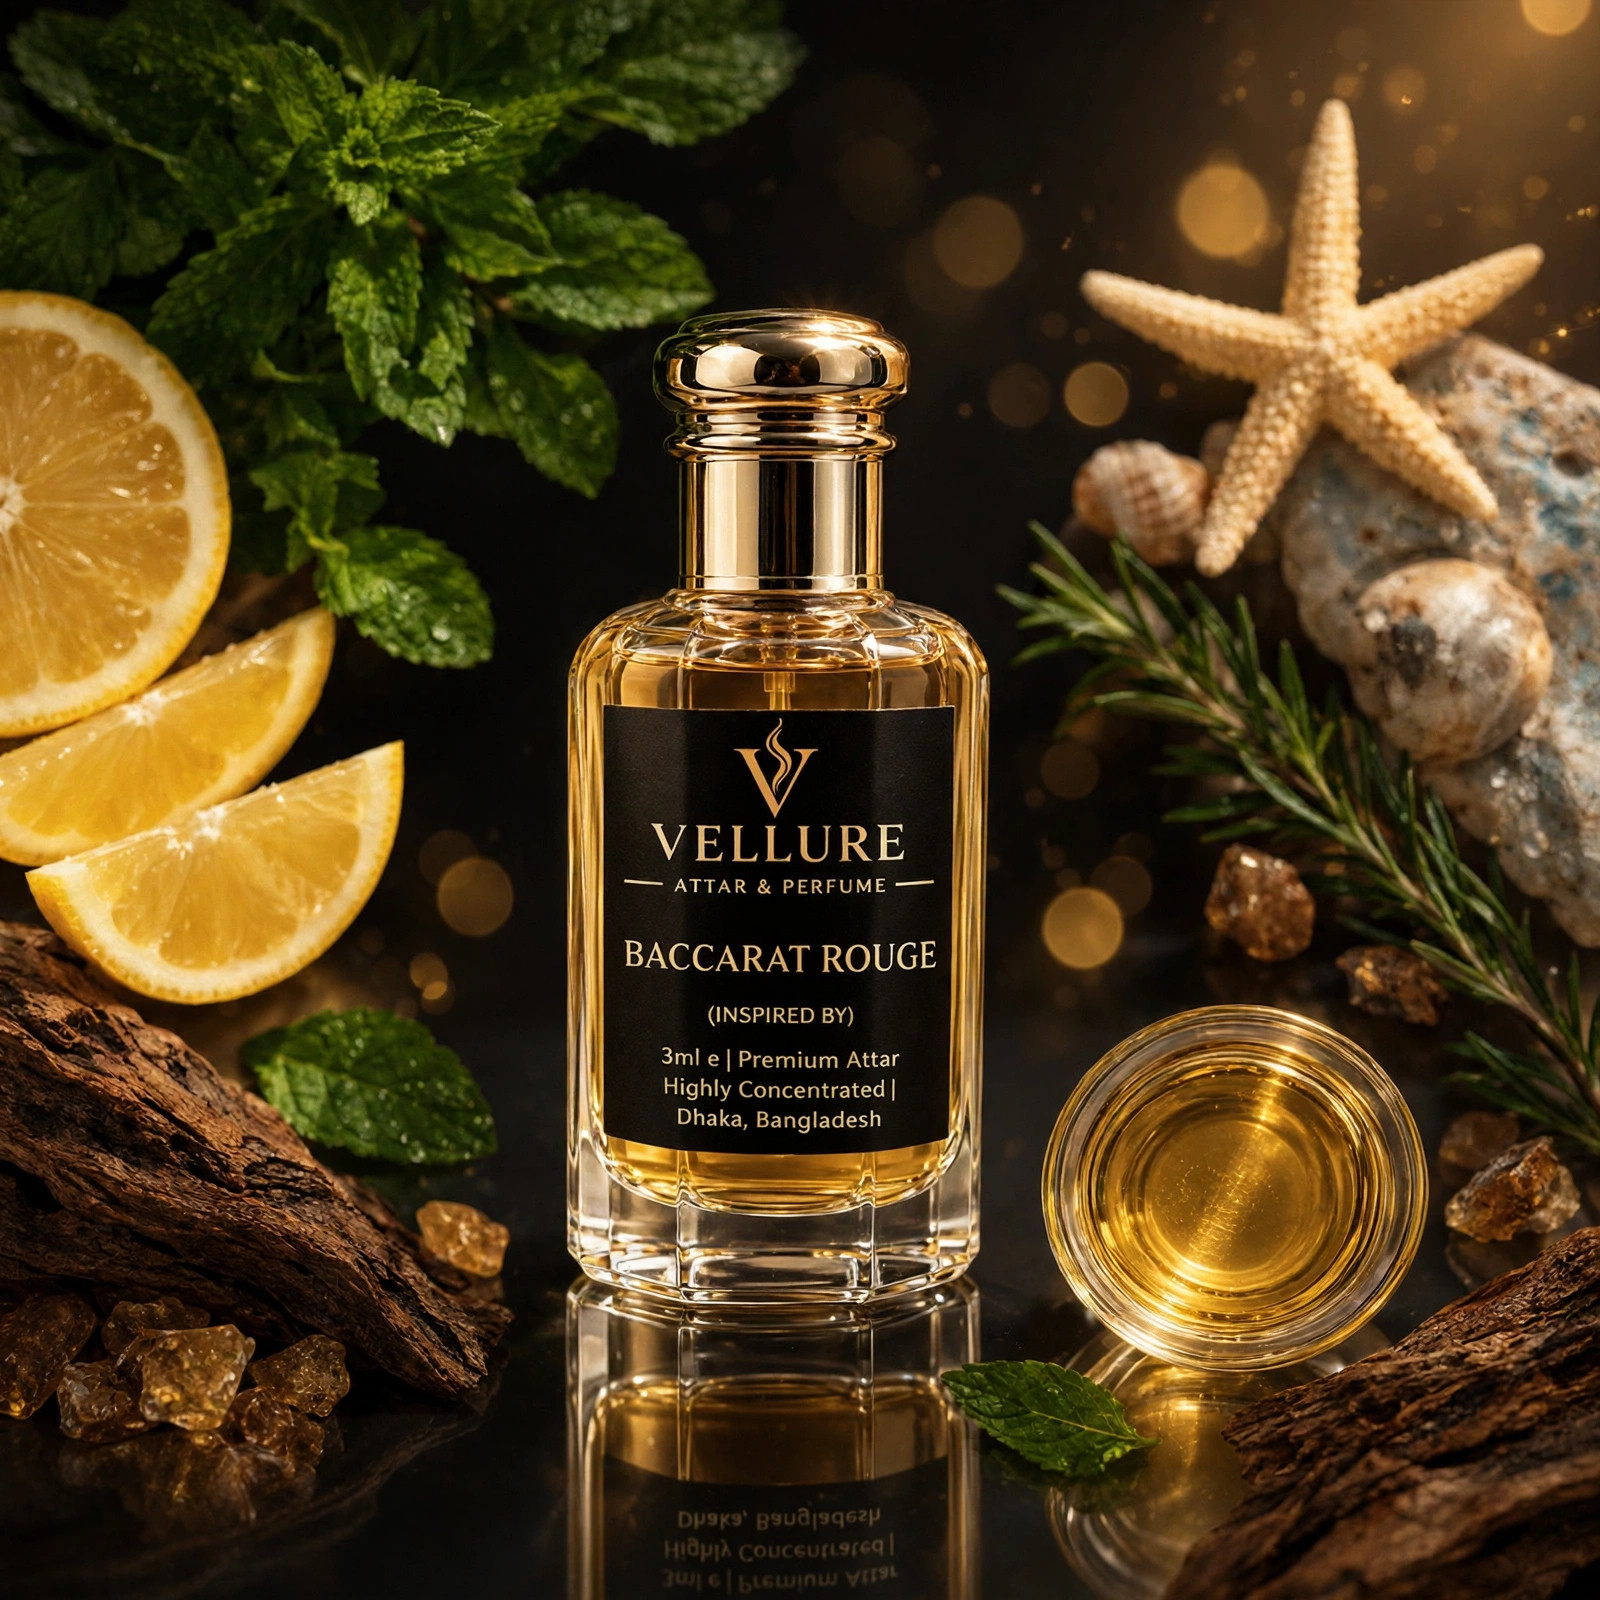 VELLURE
ATTAR & PERFUME
BACCARAT ROUGE
(INSPIRED BY)
3ml e | Premium Attar
Highly Concentrated |
Dhaka, Bangladesh
Dhaka, Bangladesh
Highly Concentrated |
3ml e | Premium Attar